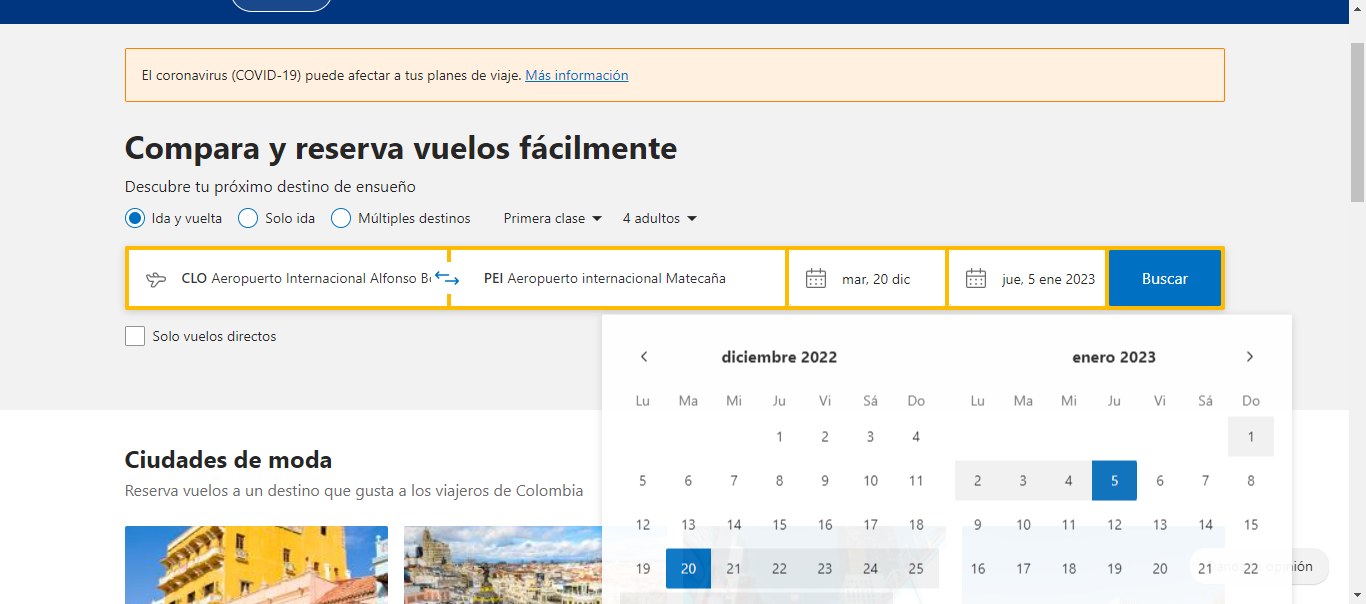 El coronavirus (COVID-19) puede afectar a tus planes de viaje. Más información
Compara y reserva vuelos fácilmente
Descubre tu próximo destino de ensueño
Ida y vuelta Solo ida Múltiples destinos Primera clase 4 adultos
CLO Aeropuerto Internacional Alfonso PEI Aeropuerto internacional Matecaña mar, 20 dic jue, 5 ene 2023 Buscar
Solo vuelos directos
diciembre 2022
Lu Ma Mi Ju Vi Sá Do
1 2 3 4
5 6 7 8 9 10 11
12 13 14 15 16 17 18
19 20 21 22 23 24 25
enero 2023
Lu Ma Mi Ju Vi Sá Do
1
2 3 4 5 6 7 8
9 10 11 12 13 14 15
16 17 18 19 20 21 22
Ciudades de moda
Reserva vuelos a un destino que gusta a los viajeros de Colombia